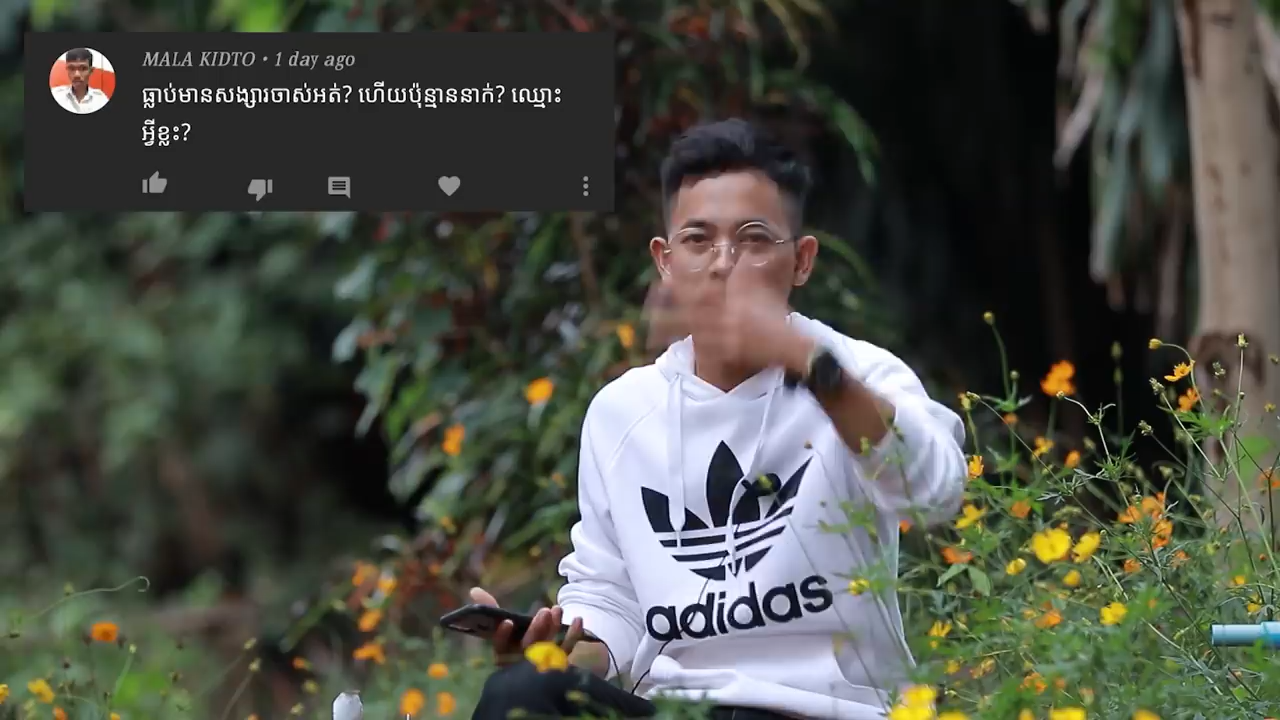 MALA KIDTO • 1 day ago
ធ្លាប់មានសង្សារចាស់អត់? ហើយប៉ុន្មាននាក់? ឈ្មោះ
អ្វីខ្លះ?
adidas